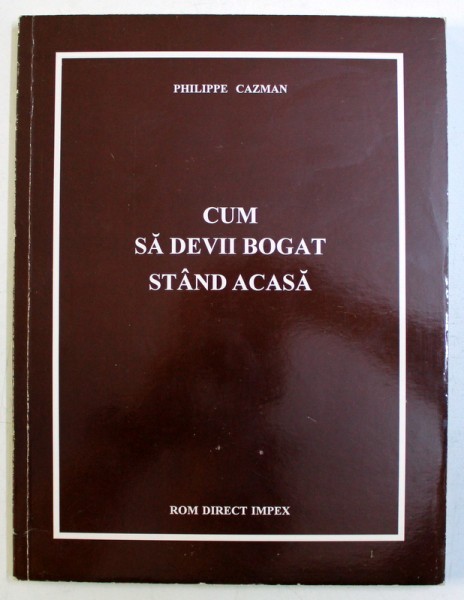 PHILIPPE CAZMAN
CUM
SĂ DEVII BOGAT
STÂND ACASĂ
ROM DIRECT IMPEX